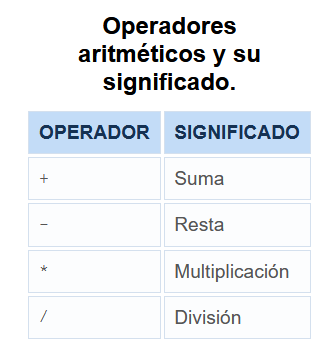 Operadores
aritméticos y su
significado.
OPERADOR SIGNIFICADO
+ Suma
− Resta
* Multiplicación
/ División